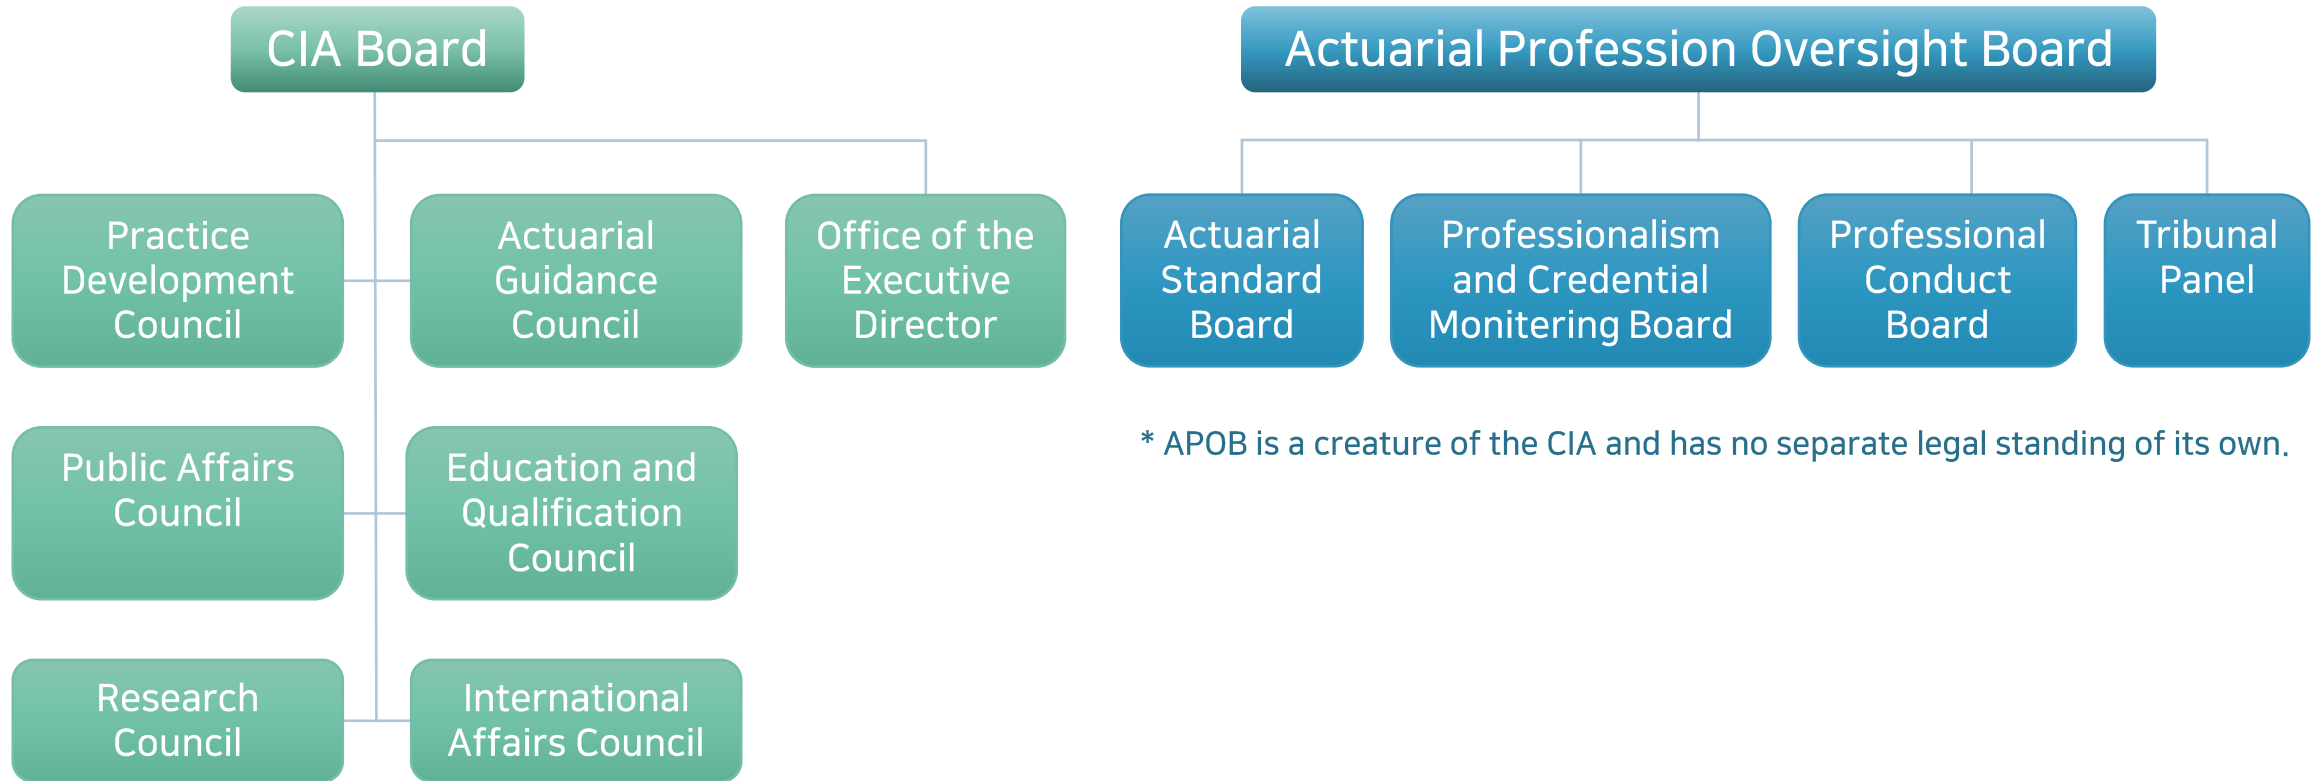 CIA Board
Actuarial Profession Oversight Board
Practice
Development
Council
Actuarial
Guidance
Council
Office of the
Executive
Director
Actuarial
Standard
Board
Professionalism
and Credential
Monitering Board
Professional
Conduct
Board
Tribunal
Panel
Public Affairs
Council
Education and
Qualification
Council
* APOB is a creature of the CIA and has no separate legal standing of its own.
Research
Council
International
Affairs Council